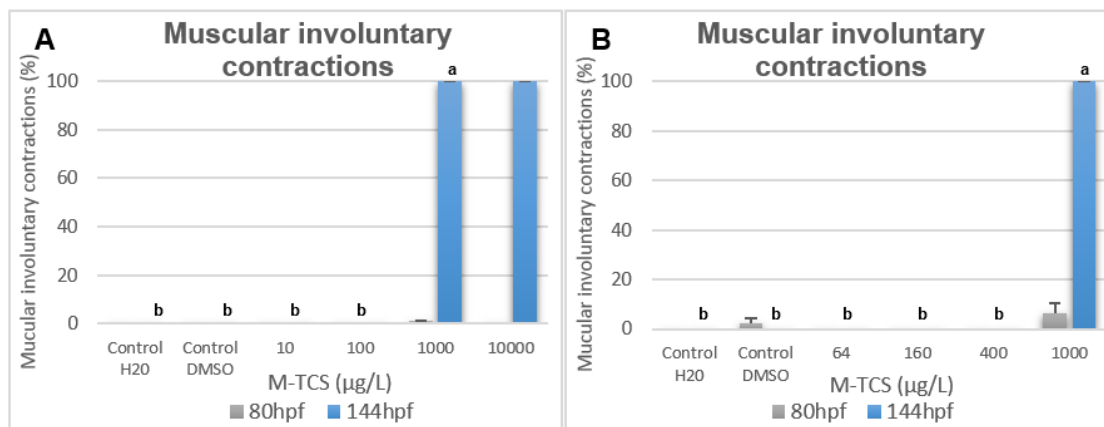 A
Muscular involuntary
contractions
Mucular involuntary contractions (%)
100
80
60
40
20
0
a
b b b b
Control H20
Control DMSO
10 100 1000 10000
M-TCS (µg/L)
80hpf 144hpf
B
Muscular involuntary
contractions
Mucular involuntary contractions (%)
100
80
60
40
20
0
a
b b b b b
Control H20
Control DMSO
64 160 400 1000
M-TCS (µg/L)
80hpf 144hpf